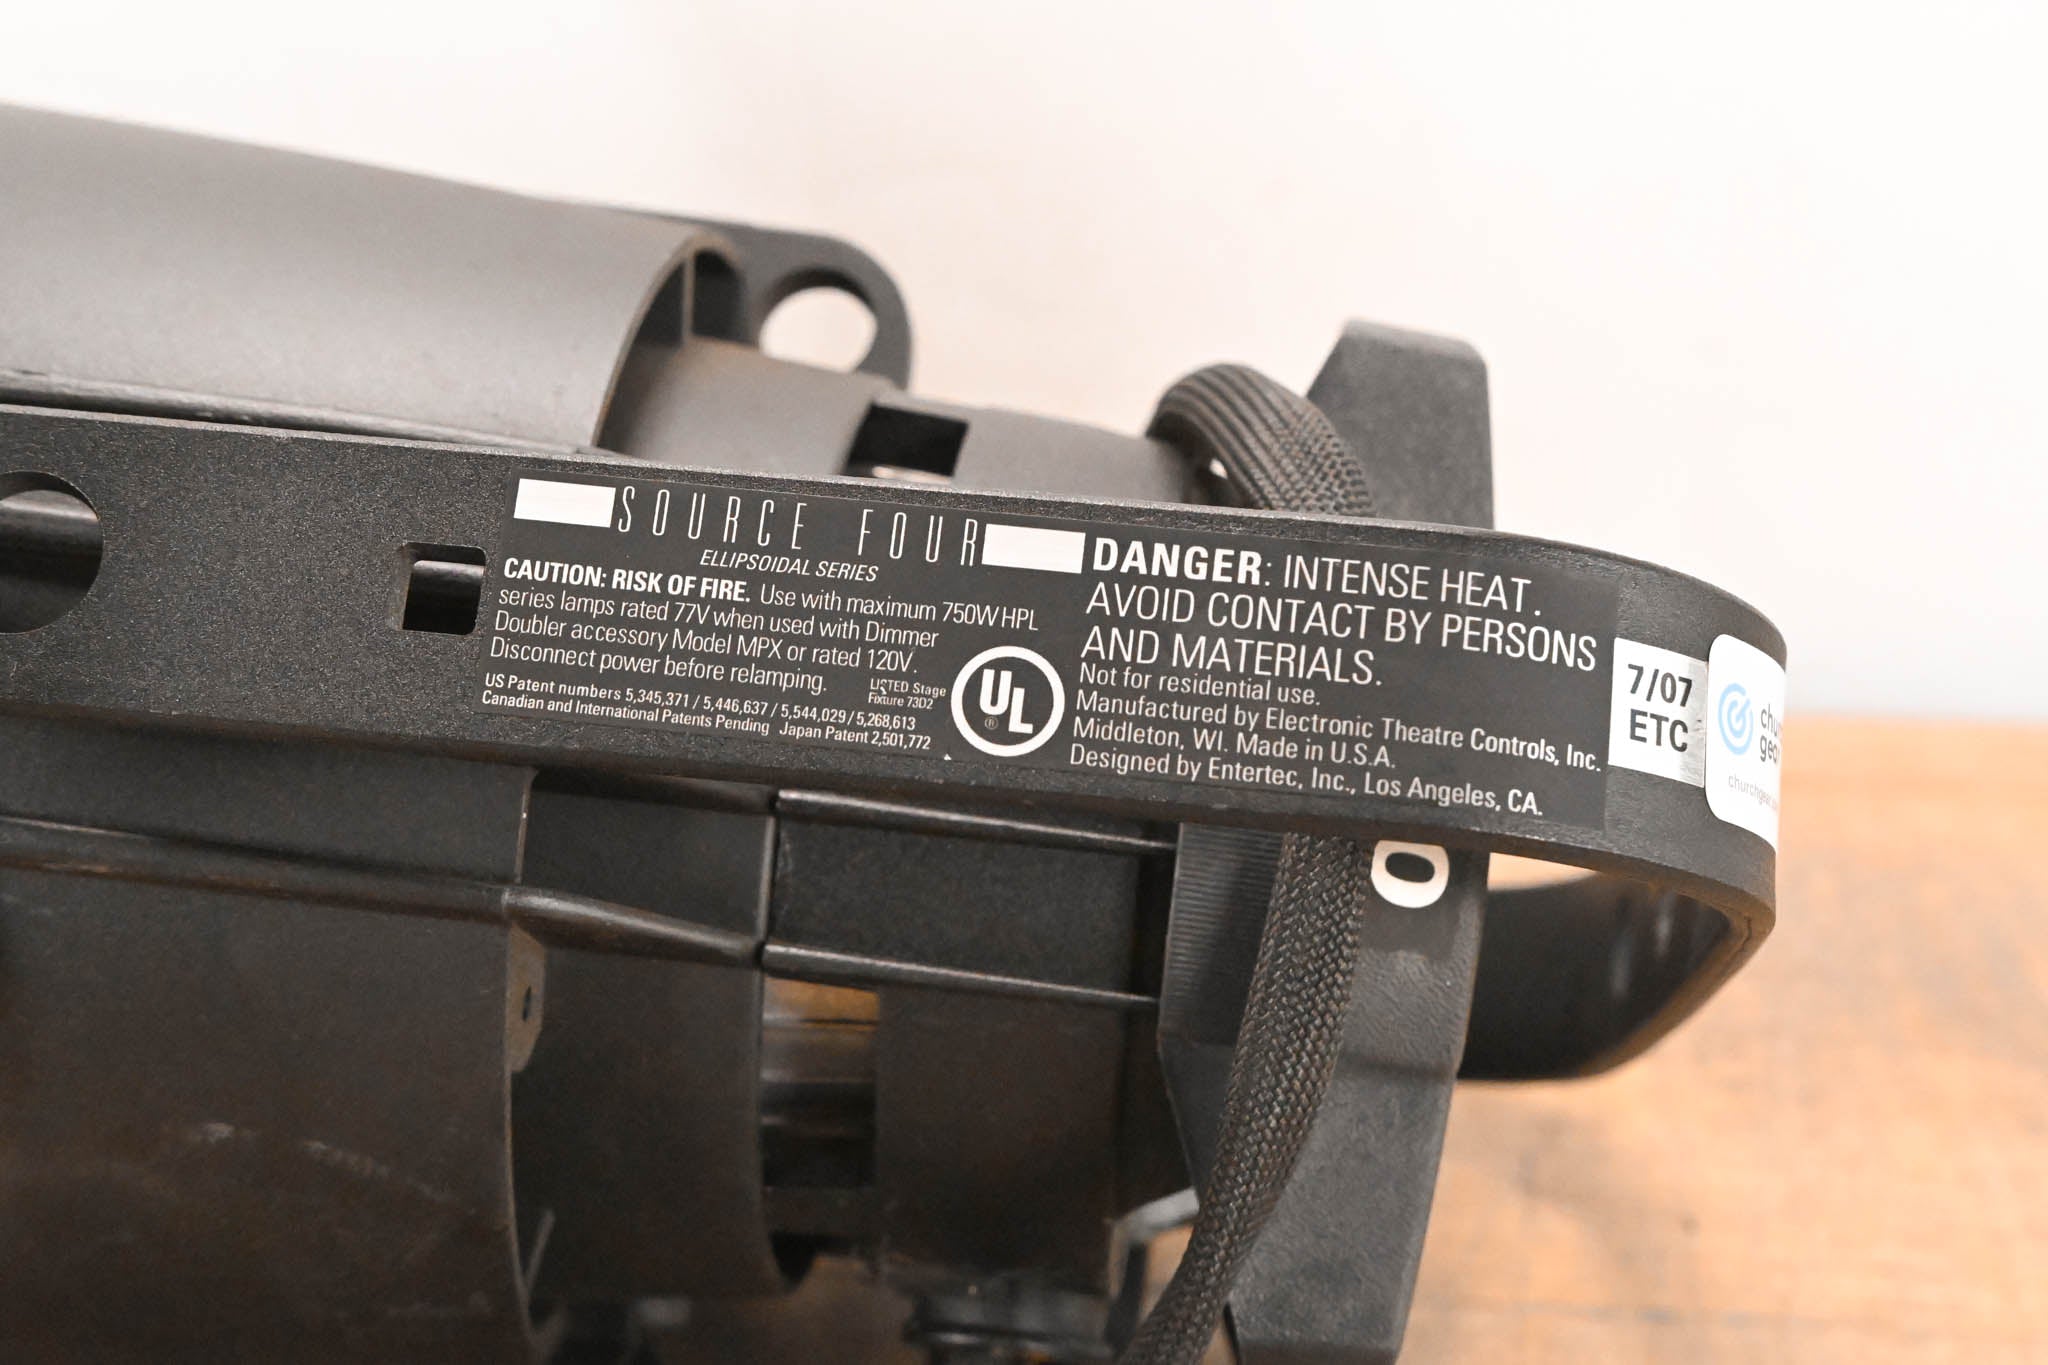 SOURCE FOUR
ELLIPSOIDAL SERIES
CAUTION: RISK OF FIRE. Use with maximum 750W HPL
series lamps rated 77V when used with Dimmer
Doubler accessory Model MPX or rated 120V.
Disconnect power before relamping.
LISTED Stage
Fixture 73D2
US Patent numbers 5,345,371 / 5,446,637 / 5,544,029 / 5,268,613
Canadian and International Patents Pending Japan Patent 2,501,772
UL
®
DANGER: INTENSE HEAT.
AVOID CONTACT BY PERSONS
AND MATERIALS.
Not for residential use.
Manufactured by Electronic Theatre Controls, Inc.
Middleton, WI. Made in U.S.A.
Designed by Entertec, Inc., Los Angeles, CA.
7/07
ETC
0